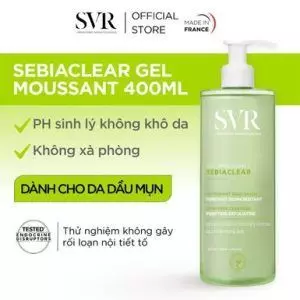 SVR
OFFICIAL
STORE
MADE IN
FRANCE
SEBIACLEAR GEL
MOUSSANT 400ML
PH sinh lý không khô da
Không xà phòng
DÀNH CHO DA DẦU MỤN
TESTED
ENDOCRINE
DISRUPTORS
Thử nghiệm không gây
rối loạn nội tiết tố
SVR
SEBIACLEAR